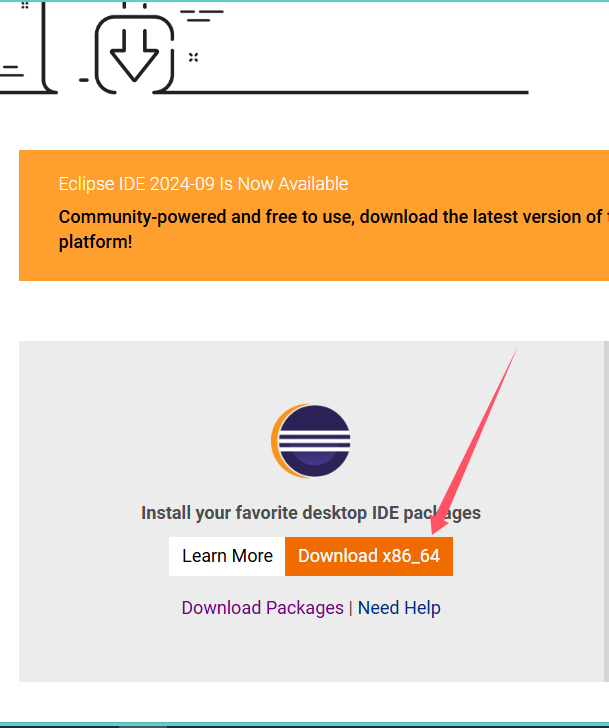 Eclipse IDE 2024-09 Is Now Available
Community-powered and free to use, download the latest version of
platform!
Install your favorite desktop IDE packages
Learn More
Download x86_64
Download Packages | Need Help